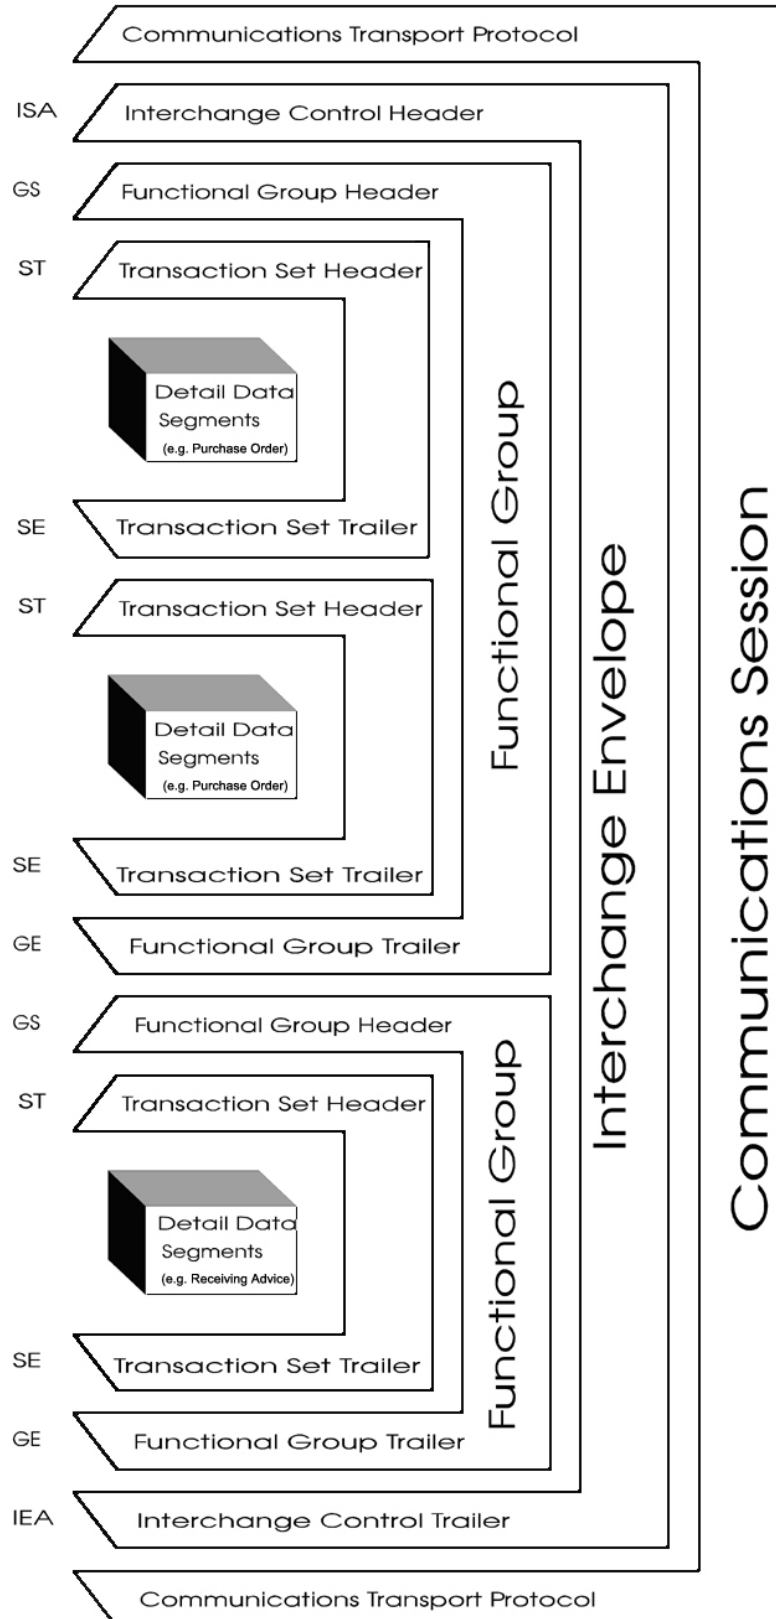 Communications Transport Protocol
ISA Interchange Control Header
GS Functional Group Header
ST Transaction Set Header
Detail Data
Segments
(e.g. Purchase Order)
SE Transaction Set Trailer
ST Transaction Set Header
Detail Data
Segments
(e.g. Purchase Order)
SE Transaction Set Trailer
GE Functional Group Trailer
Functional Group
GS Functional Group Header
ST Transaction Set Header
Detail Data
Segments
(e.g. Receiving Advice)
SE Transaction Set Trailer
GE Functional Group Trailer
Functional Group
IEA Interchange Control Trailer
Interchange Envelope
Communications Transport Protocol
Communications Session